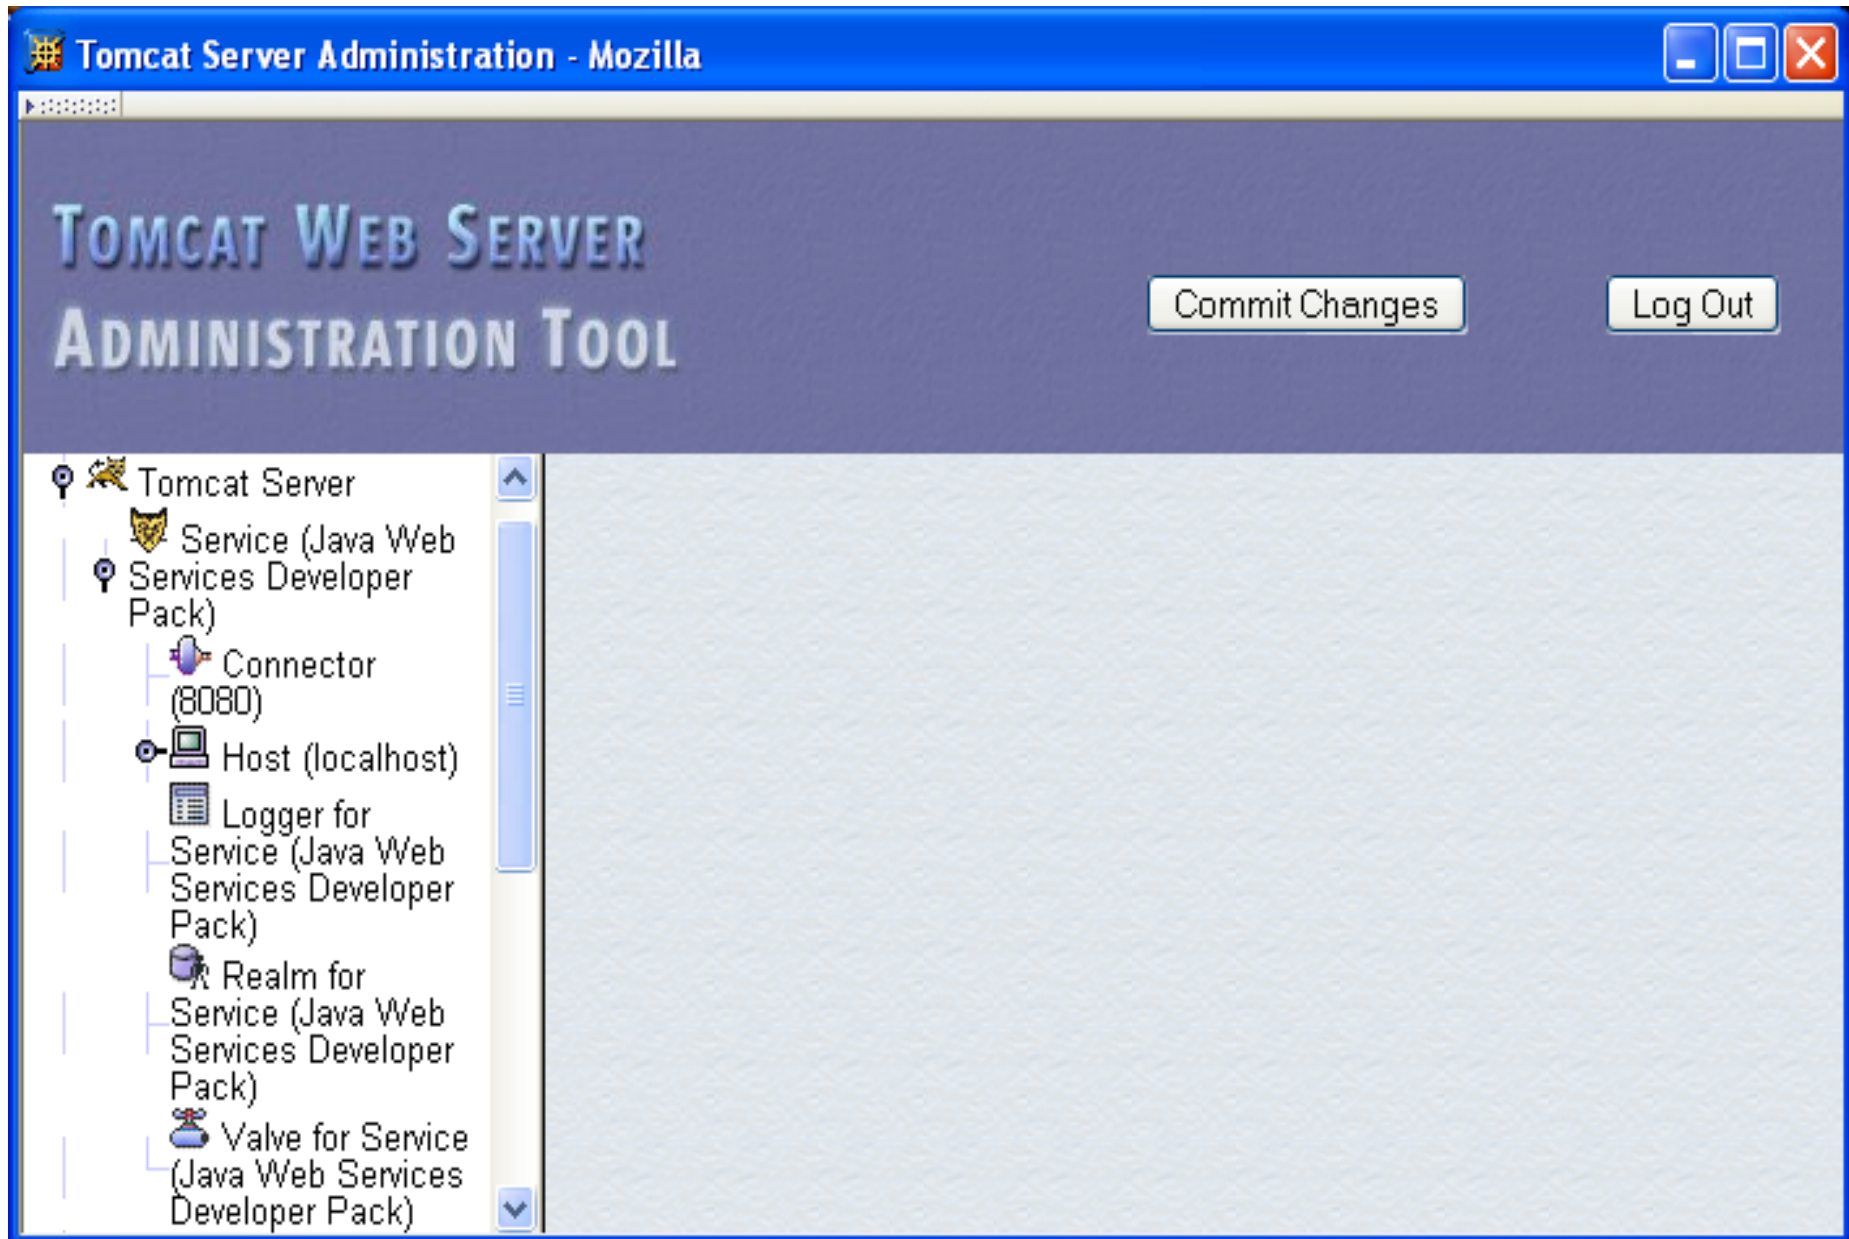 Tomcat Server Administration - Mozilla
TOMCAT WEB SERVER
ADMINISTRATION TOOL
Commit Changes
Log Out
Tomcat Server
Service (Java Web
Services Developer
Pack)
Connector
(8080)
Host (localhost)
Logger for
Service (Java Web
Services Developer
Pack)
Realm for
Service (Java Web
Services Developer
Pack)
Valve for Service
(Java Web Services
Developer Pack)